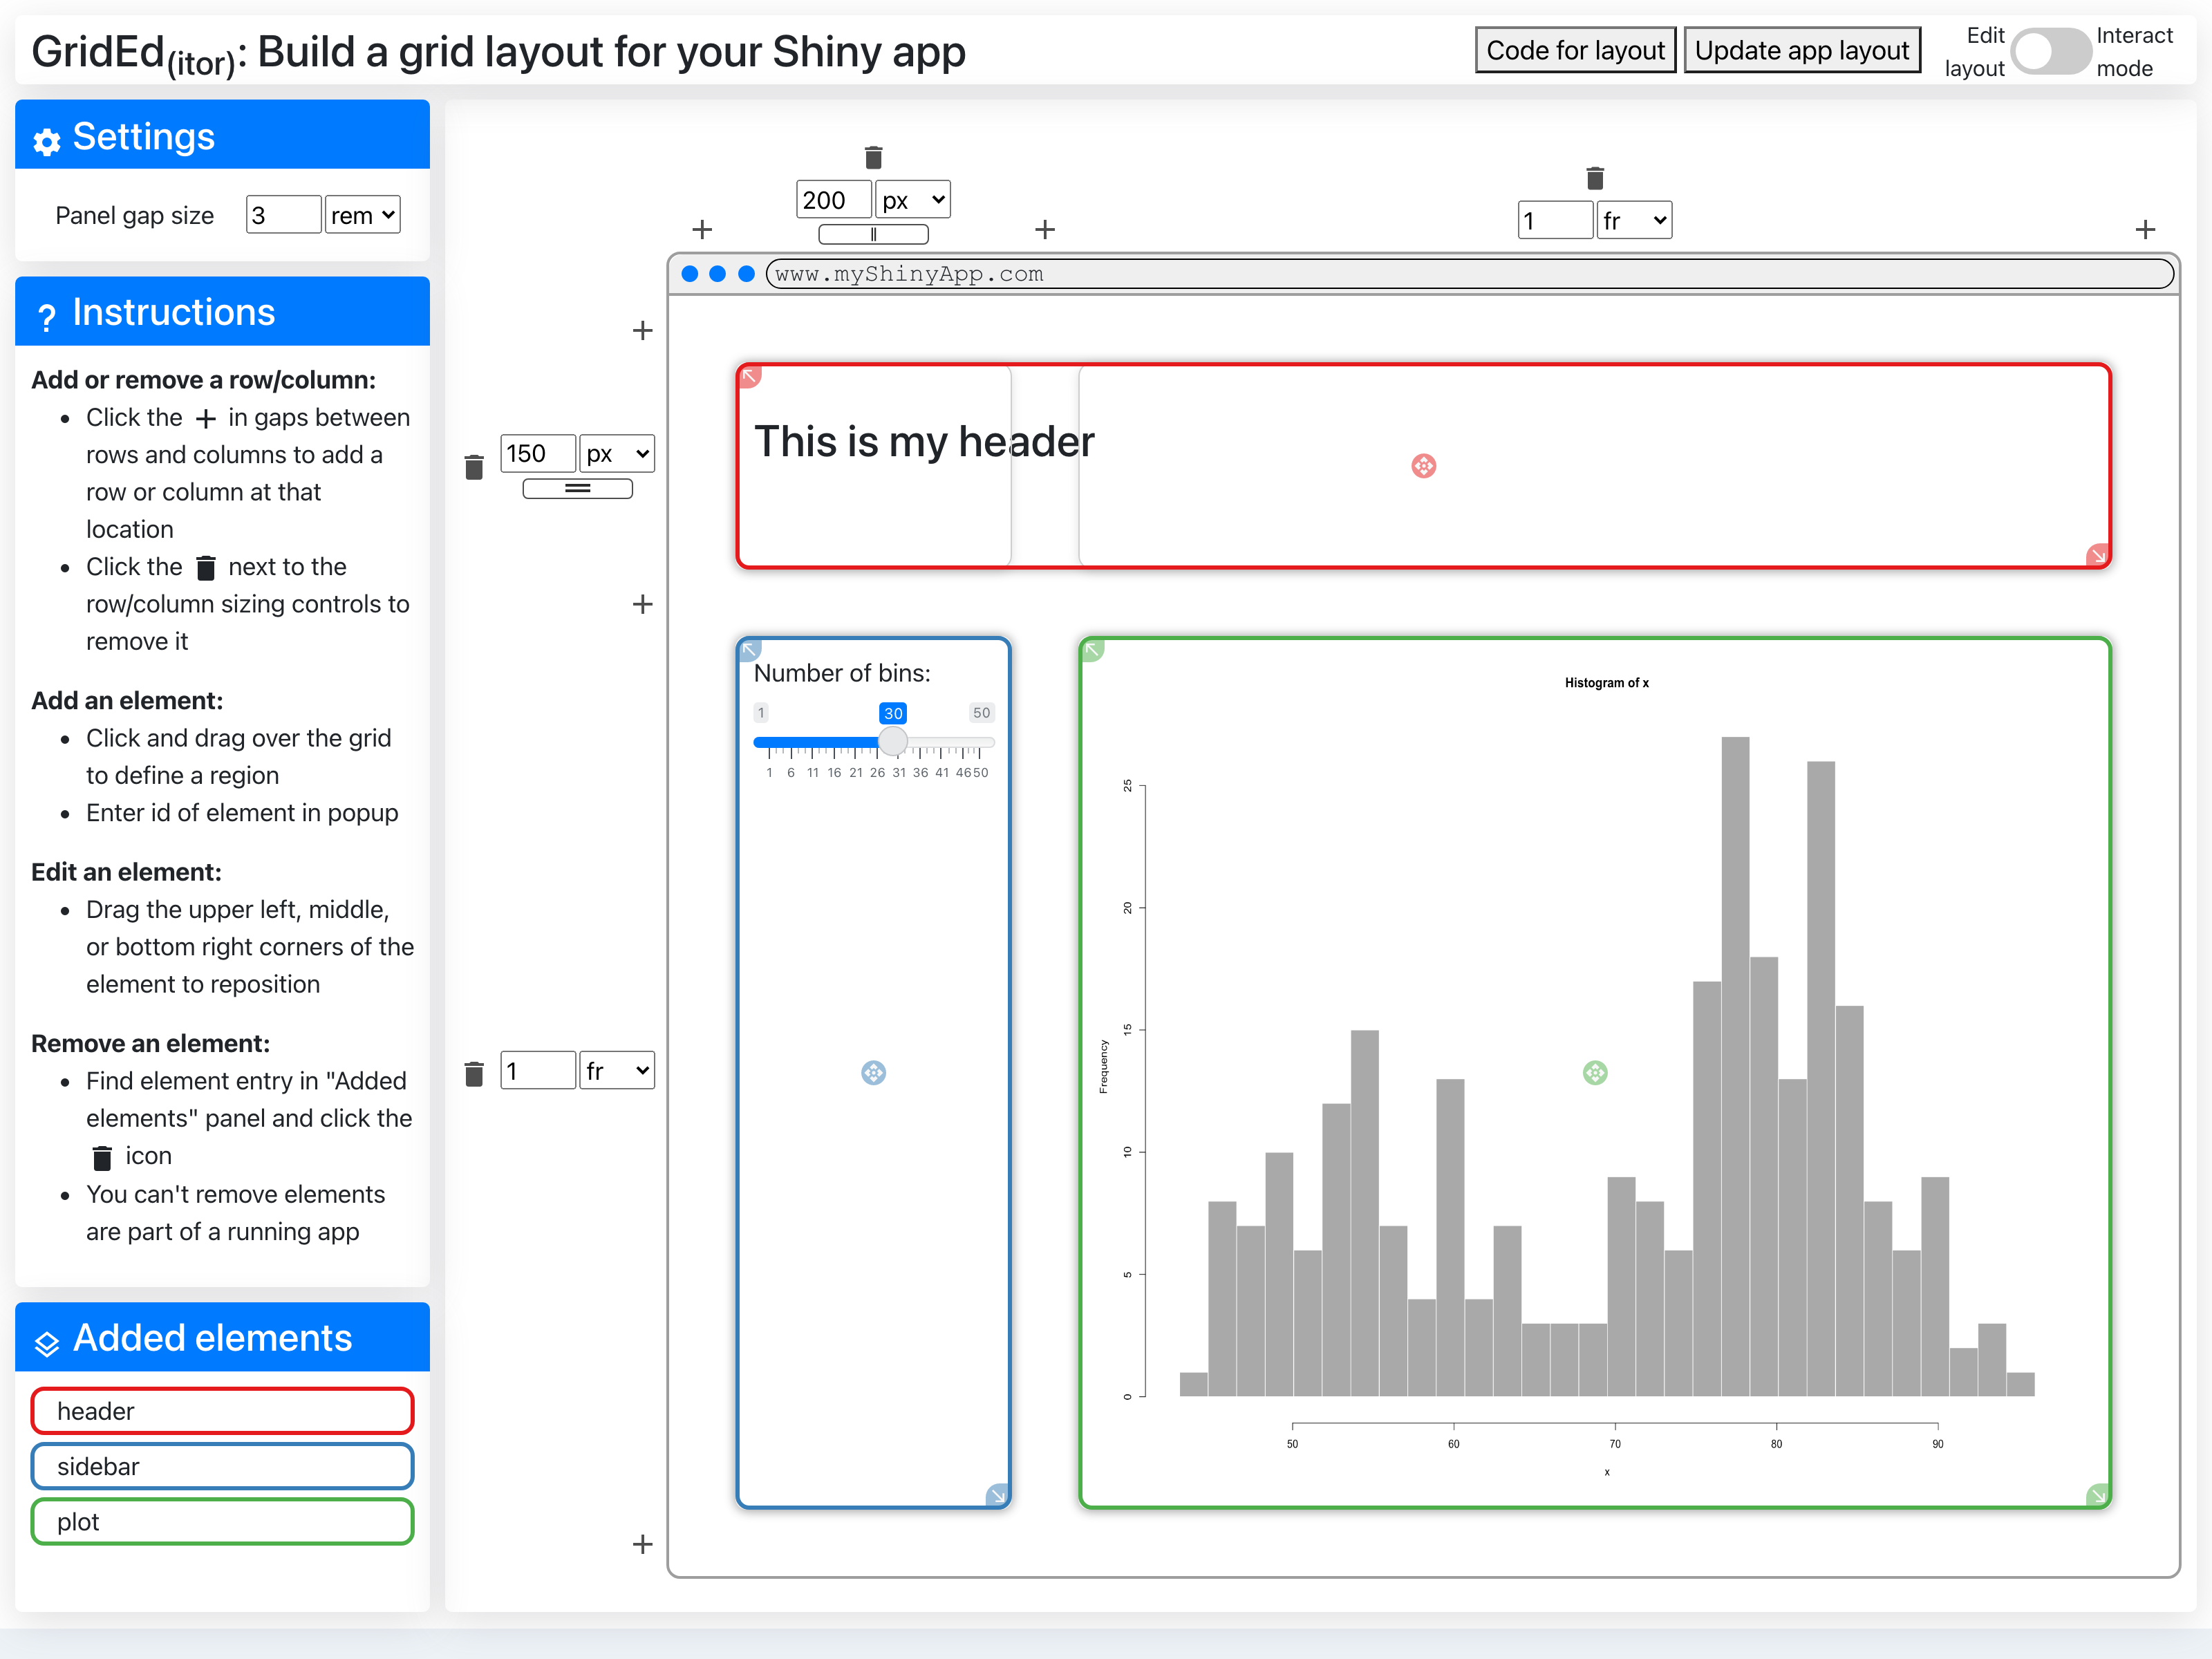 GridEd(itor): Build a grid layout for your Shiny app
Code for layout
Update app layout
Edit layout
Interact mode
Settings
Panel gap size 3 rem
Instructions
Add or remove a row/column:
Click the + in gaps between
rows and columns to add a
row or column at that
location
Click the next to the
row/column sizing controls to
remove it
Add an element:
Click and drag over the grid
to define a region
Enter id of element in popup
Edit an element:
Drag the upper left, middle,
or bottom right corners of the
element to reposition
Remove an element:
Find element entry in "Added
elements" panel and click the
icon
You can't remove elements
are part of a running app
Added elements
header
sidebar
plot
200 px
1 fr
www.myShinyApp.com
150 px
This is my header
1 fr
Number of bins:
1 30 50
1 6 11 16 21 26 31 36 41 46 50
Histogram of x
Frequency
25
20
15
10
5
0
50 60 70 80 90
x